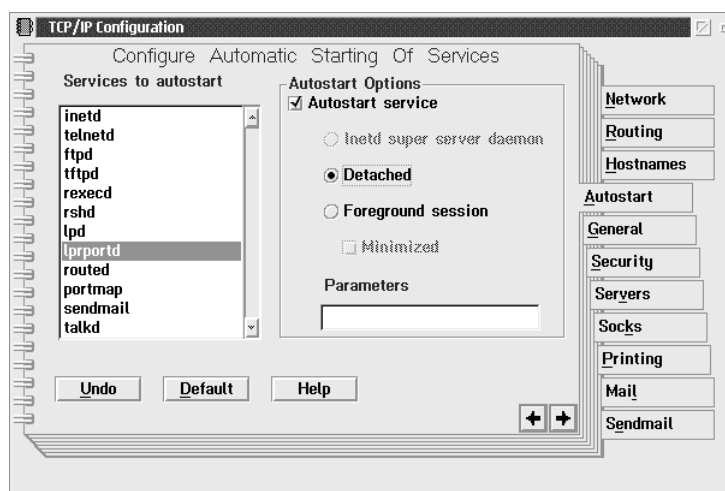 TCP/IP Configuration
Configure Automatic Starting Of Services
Services to autostart
inetd
telnetd
ftpd
tftpd
rexecd
rshd
lpd
lprportd
routed
portmap
sendmail
talkd
Autostart Options
Autostart service
Inetd super server daemon
Detached
Foreground session
Minimized
Parameters
Undo
Default
Help
Network
Routing
Hostnames
Autostart
General
Security
Servers
Socks
Printing
Mail
Sendmail